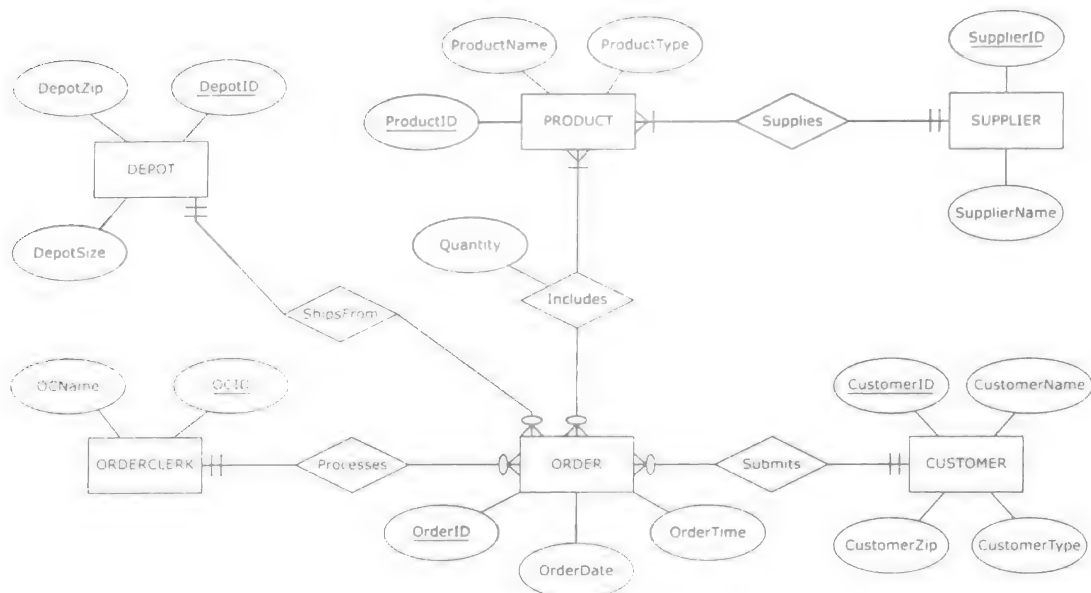 SupplierID
ProductName
ProductType
DepotZip
DepotID
ProductID
PRODUCT
Supplies
SUPPLIER
DEPOT
SupplierName
DepotSize
Quantity
Includes
ShipsFrom
OCName
OCID
CustomerID
CustomerName
ORDERCLERK
Processes
ORDER
Submits
CUSTOMER
OrderID
OrderTime
CustomerZip
CustomerType
OrderDate